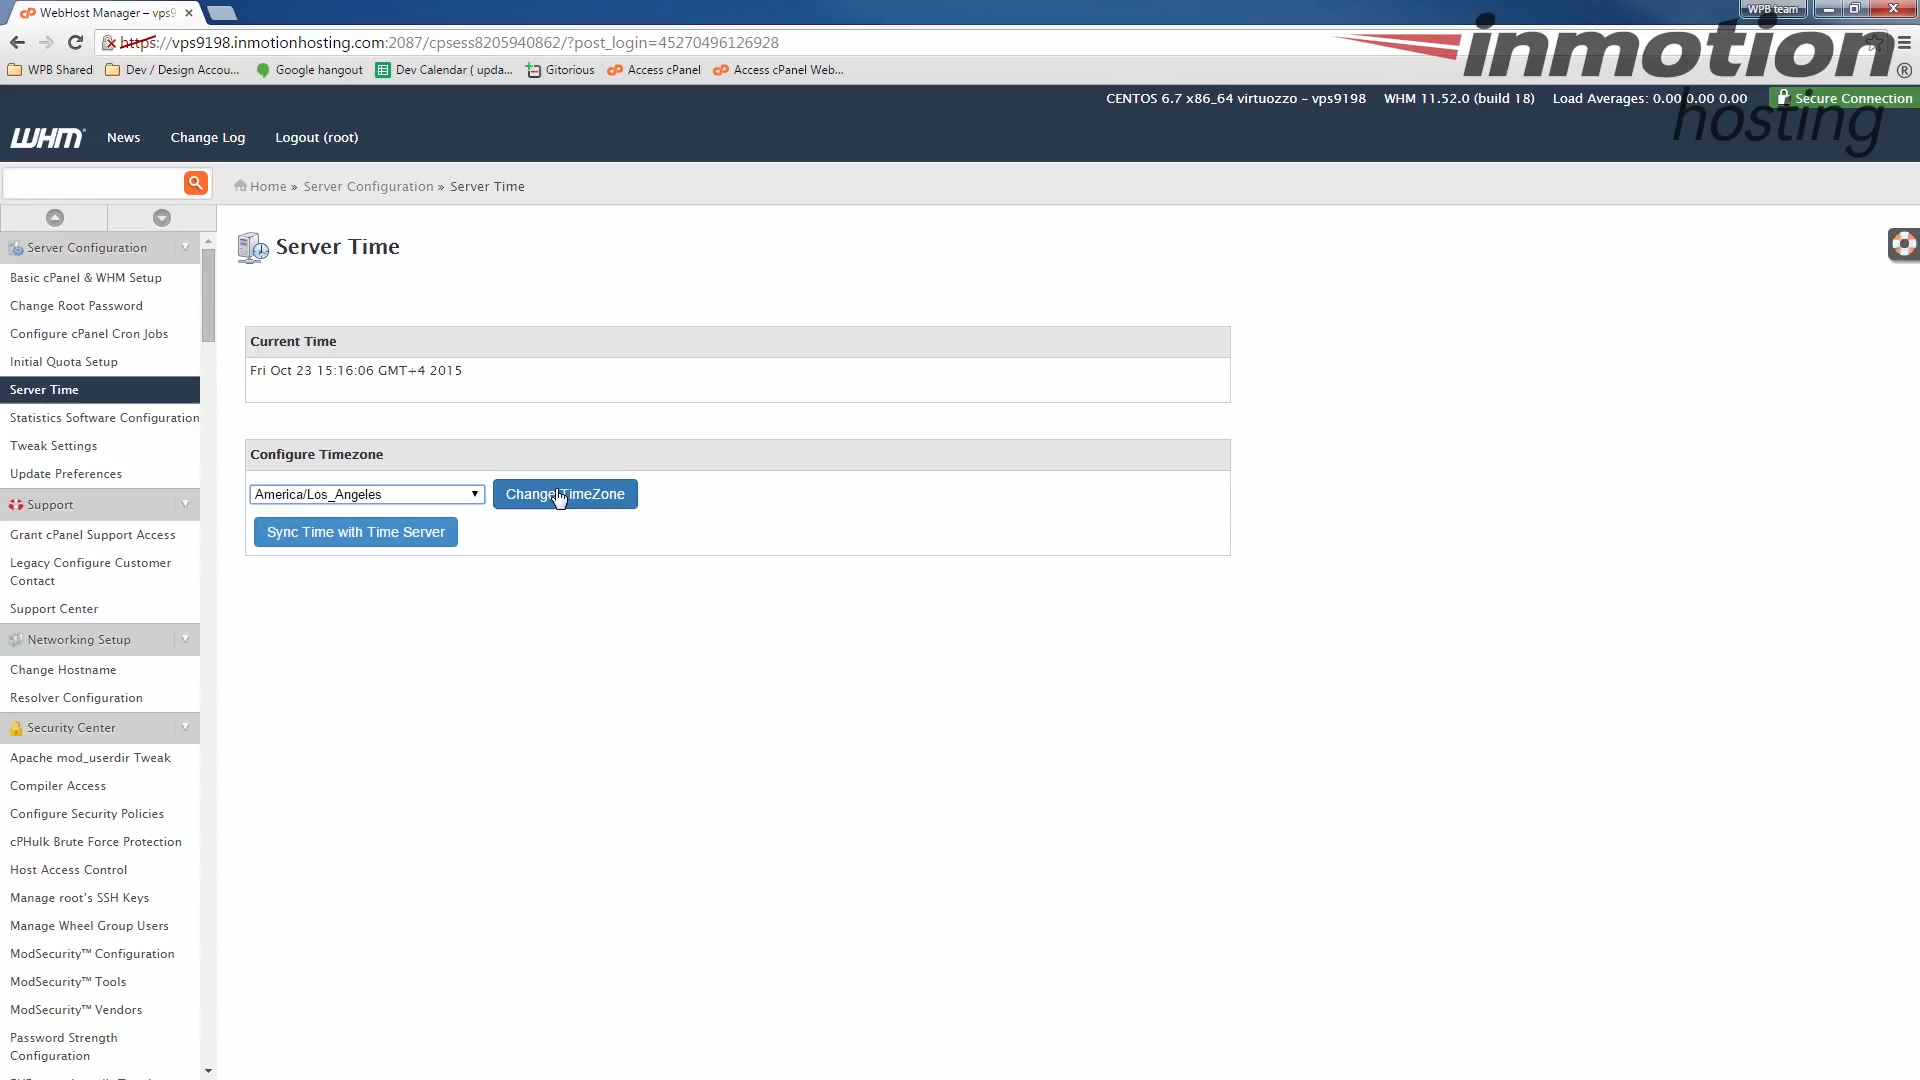 WebHost Manager – vps9
WPB team
https://vps9198.inmotionhosting.com:2087/cpsess8205940862/?post_login=45270496126928
WPB Shared
Dev / Design Accou...
Google hangout
Dev Calendar ( upda...
Gitorious
Access cPanel
Access cPanel Web...
inmotion®
hosting
CENTOS 6.7 x86_64 virtuozzo – vps9198
WHM 11.52.0 (build 18)
Load Averages: 0.00 0.00 0.00
Secure Connection
WHM
News
Change Log
Logout (root)
Home » Server Configuration » Server Time
Server Configuration
Basic cPanel & WHM Setup
Change Root Password
Configure cPanel Cron Jobs
Initial Quota Setup
Server Time
Statistics Software Configuration
Tweak Settings
Update Preferences
Support
Grant cPanel Support Access
Legacy Configure Customer
Contact
Support Center
Networking Setup
Change Hostname
Resolver Configuration
Security Center
Apache mod_userdir Tweak
Compiler Access
Configure Security Policies
cPHulk Brute Force Protection
Host Access Control
Manage root's SSH Keys
Manage Wheel Group Users
ModSecurity™ Configuration
ModSecurity™ Tools
ModSecurity™ Vendors
Password Strength
Configuration
Server Time
Current Time
Fri Oct 23 15:16:06 GMT+4 2015
Configure Timezone
America/Los_Angeles
Change TimeZone
Sync Time with Time Server